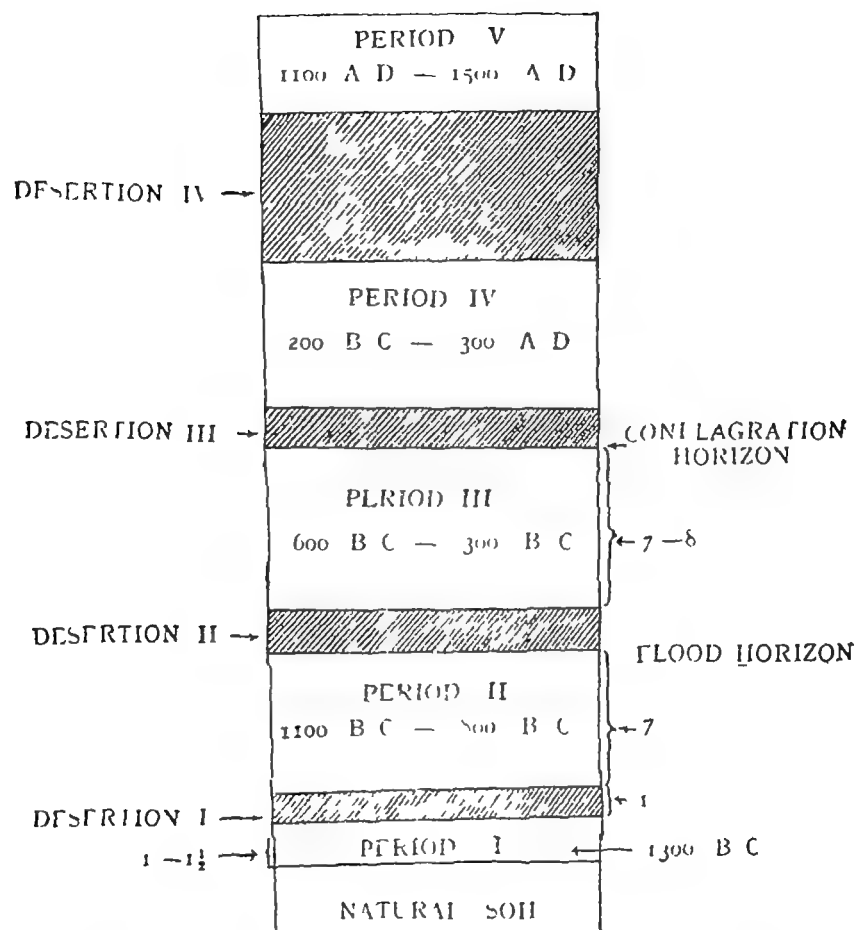 PERIOD V
1100 A D — 1500 A D
DESERTION IV →
PERIOD IV
200 B C — 300 A D
DESERTION III →
← CONFLAGRATION
HORIZON
PERIOD III
600 B C — 300 B C
← 7 — 8
DESERTION II →
FLOOD HORIZON
PERIOD II
1100 B C — 800 B C
← 7
← 1
DESERTION I →
1 — 1½ →
PERIOD I
← 1300 B C
NATURAL SOIL